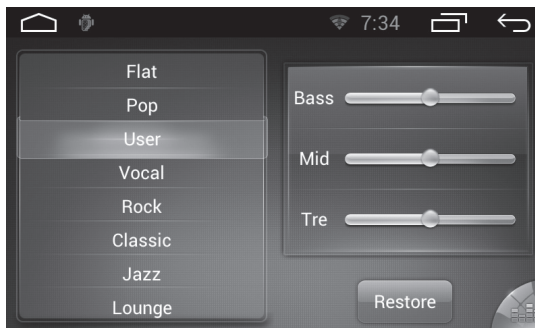 7:34
Flat
Pop
User
Vocal
Rock
Classic
Jazz
Lounge
Bass
Mid
Tre
Restore